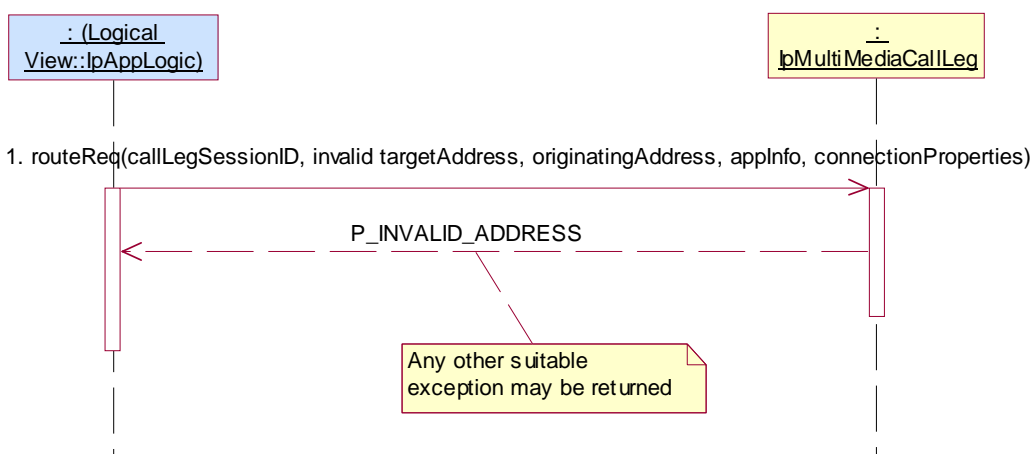 : (Logical
View::IpAppLogic)
:
IpMultiMediaCallLeg
1. routeReq(callLegSessionID, invalid targetAddress, originatingAddress, appInfo, connectionProperties)
P_INVALID_ADDRESS
Any other suitable
exception may be returned